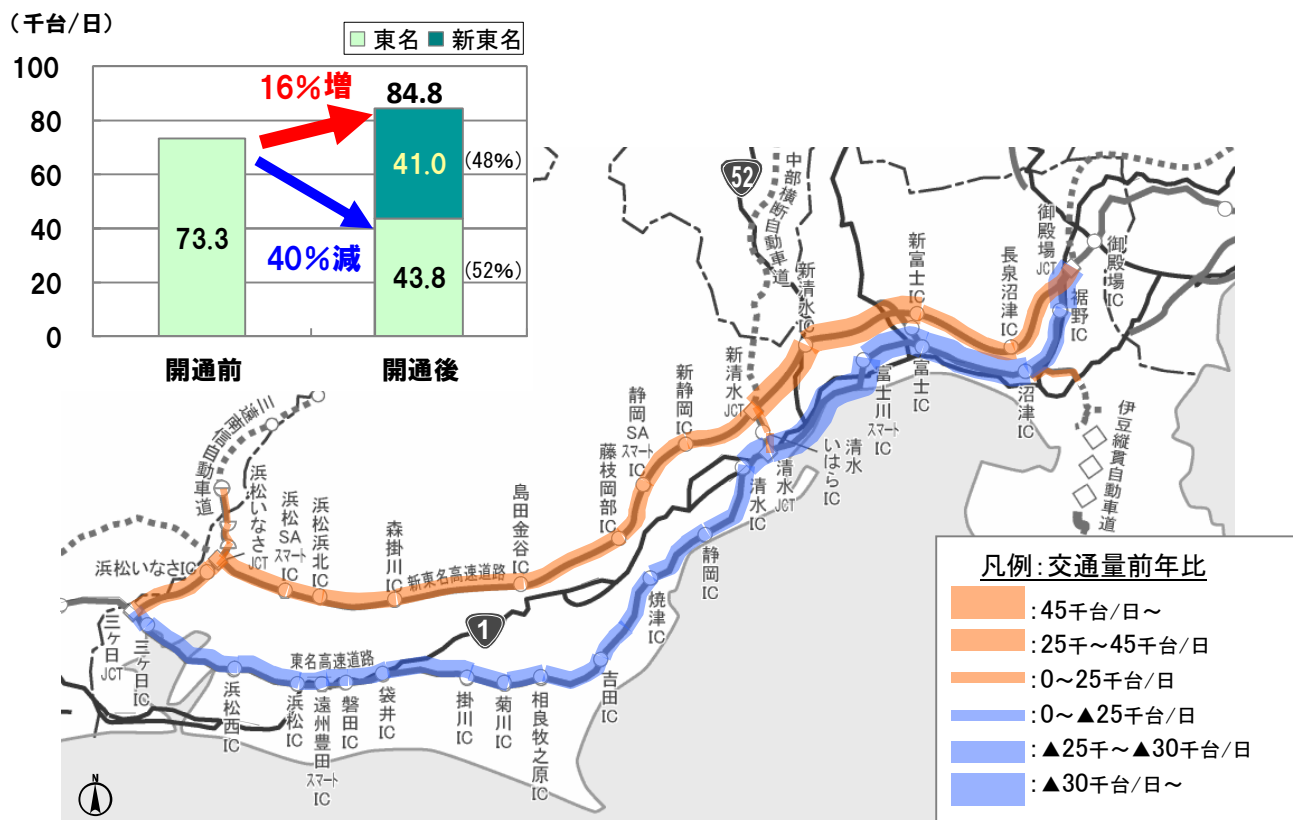 (千台/日)
東名 新東名
100
80
60
40
20
0
16%増
84.8
41.0
(48%)
73.3
40%減
43.8
(52%)
開通前
開通後
52
中部横断自動車道
新清水IC
新富士IC
長泉沼津IC
御殿場JCT
御殿場IC
裾野IC
新清水JCT
新静岡IC
静岡SAスマートIC
藤枝岡部IC
島田金谷IC
森掛川IC
浜松浜北IC
浜松SAスマートIC
浜松いなさJCT
浜松いなさIC
三遠南信自動車道
新東名高速道路
富士川スマートIC
富士IC
沼津IC
伊豆縦貫自動車道
清水いはらIC
清水JCT
清水IC
静岡IC
焼津IC
吉田IC
相良牧之原IC
菊川IC
掛川IC
袋井IC
磐田IC
遠州豊田スマートIC
浜松IC
浜松西IC
三ヶ日IC
三ヶ日JCT
東名高速道路
1
N
凡例:交通量前年比
:45千台/日~
:25千~45千台/日
:0~25千台/日
:0~▲25千台/日
:▲25千~▲30千台/日
:▲30千台/日~